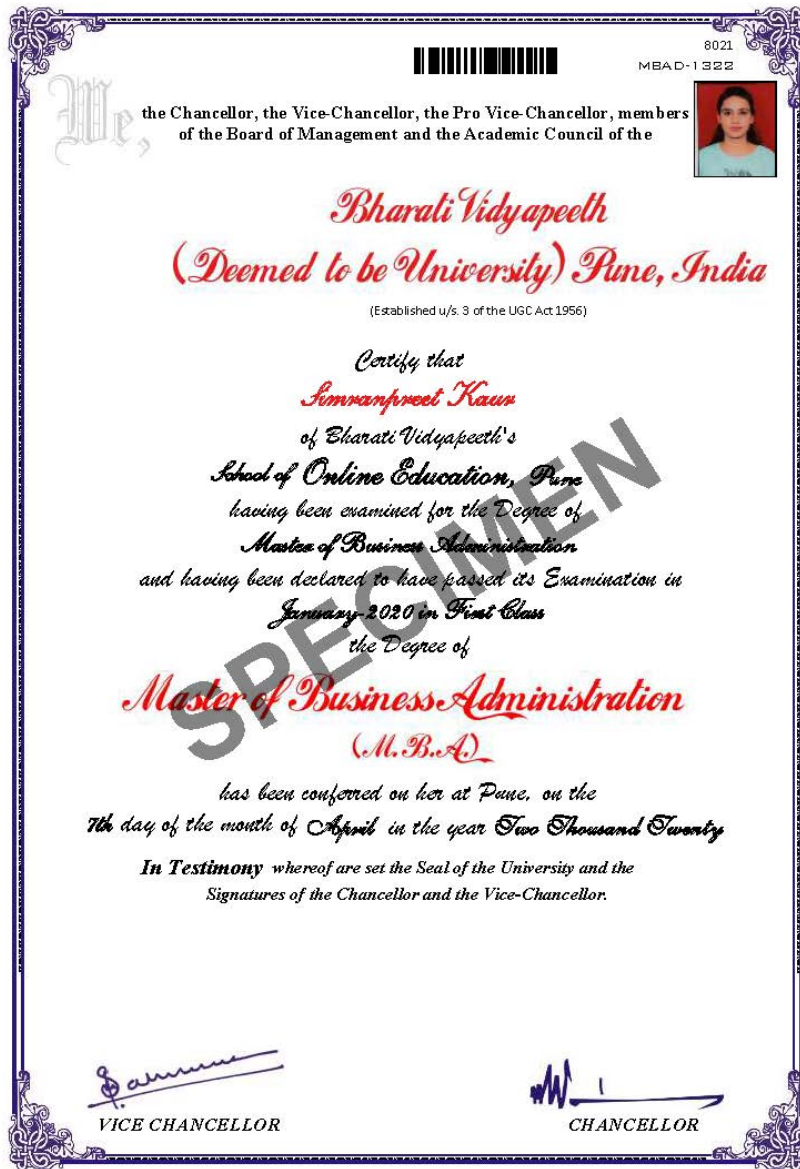 8021
MBAD-1322
We,
the Chancellor, the Vice-Chancellor, the Pro Vice-Chancellor, members
of the Board of Management and the Academic Council of the
Bharati Vidyapeeth
(Deemed to be University) Pune, India
(Established u/s. 3 of the UGC Act 1956)
Certify that
Simranpreet Kaur
of Bharati Vidyapeeth's
School of Online Education, Pune
having been examined for the Degree of
Master of Business Administration
and having been declared to have passed its Examination in
January-2020 in First Class
the Degree of
Master of Business Administration
(M.B.A.)
has been conferred on her at Pune, on the
7th day of the month of April in the year Two Thousand Twenty
In Testimony whereof are set the Seal of the University and the
Signatures of the Chancellor and the Vice-Chancellor.
SPECIMEN
VICE CHANCELLOR
CHANCELLOR